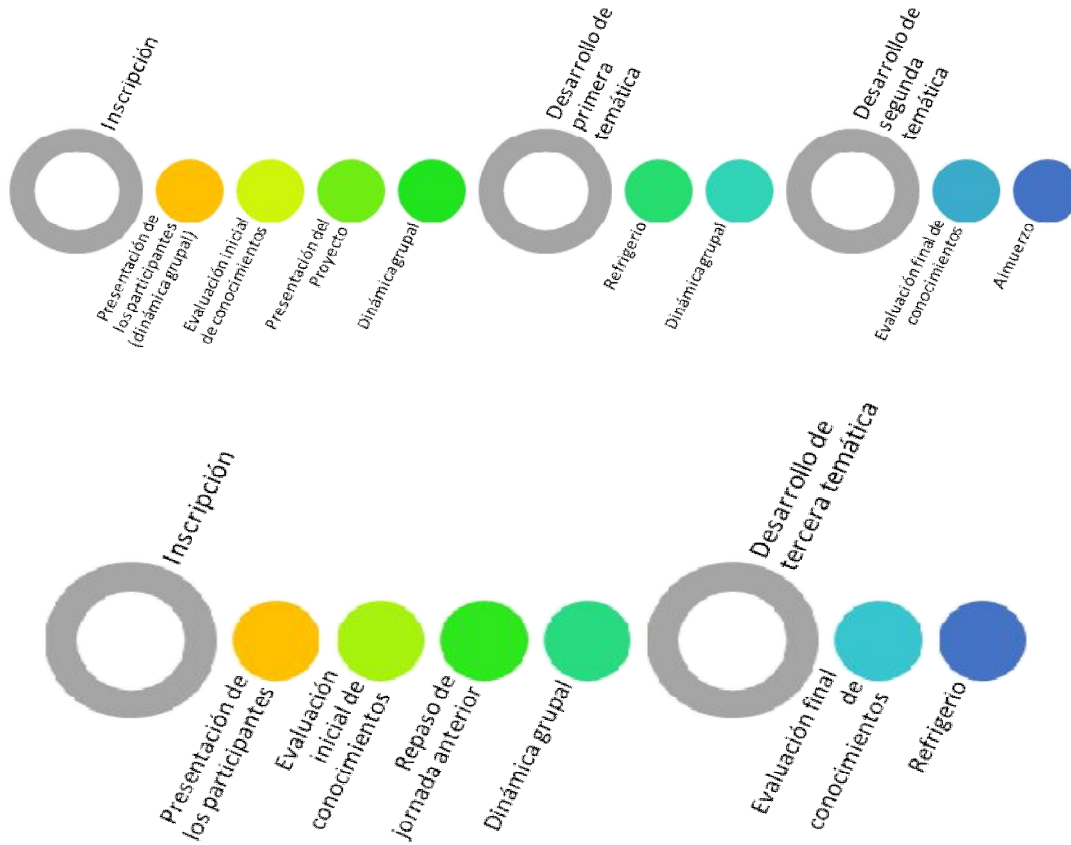 Inscripción
Presentación de
los participantes
(dinámica grupal)
Evaluación inicial
de conocimientos
Presentación del
Proyecto
Dinámica grupal
Desarrollo de
primera
temática
Refrigerio
Dinámica grupal
Desarrollo de
segunda
temática
Evaluación final de
conocimientos
Almuerzo
Inscripción
Presentación de
los participantes
Evaluación
inicial de
conocimientos
Repaso de
jornada anterior
Dinámica grupal
Desarrollo de
tercera temática
Evaluación final
de
conocimientos
Refrigerio